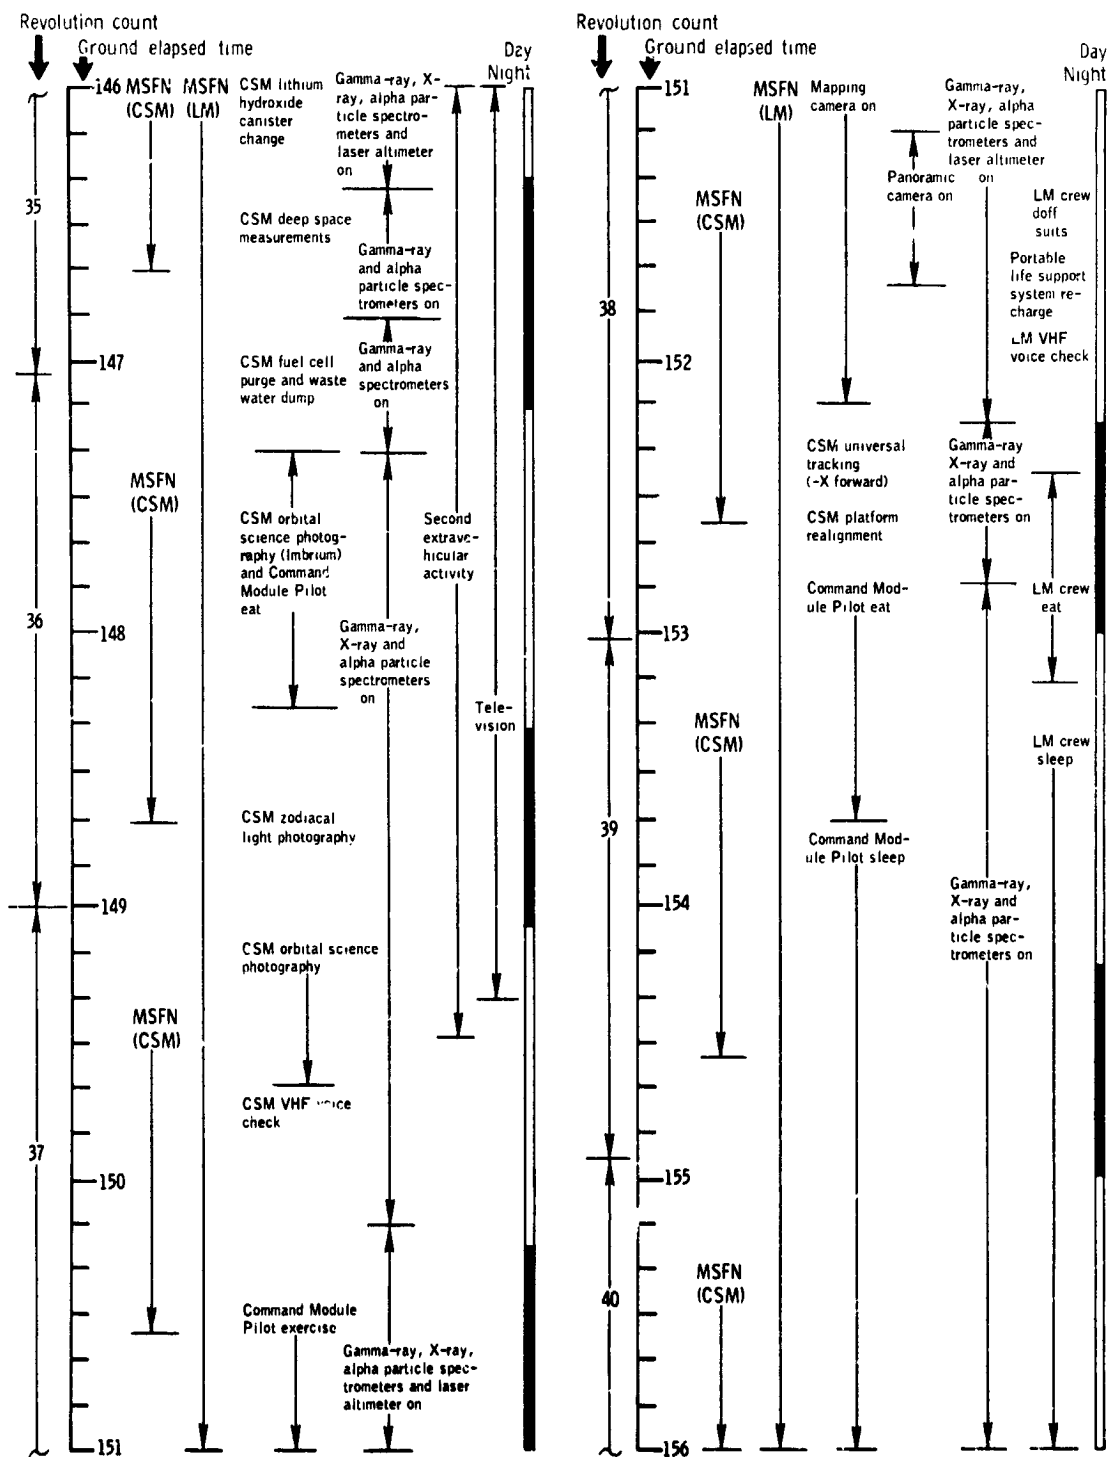 Revolution count
Ground elapsed time
Day
Night
146
MSFN
(CSM)
MSFN
(LM)
CSM lithium
hydroxide
canister
change
Gamma-ray, X-
ray, alpha par-
ticle spectro-
meters and
laser altimeter
on
35
CSM deep space
measurements
Gamma-ray
and alpha
particle spec-
trometers on
147
CSM fuel cell
purge and waste
water dump
Gamma-ray
and alpha
spectrometers
on
MSFN
(CSM)
CSM orbital
science photog-
raphy (Imbrium)
and Command
Module Pilot
eat
Second
extrave-
hicular
activity
36
148
Gamma-ray,
X-ray and
alpha particle
spectrometers
on
Tele-
vision
CSM zodiacal
light photography
149
CSM orbital science
photography
MSFN
(CSM)
CSM VHF voice
check
37
150
Command Module
Pilot exercise
Gamma-ray, X-ray,
alpha particle spec-
trometers and laser
altimeter on
151
Revolution count
Ground elapsed time
Day
Night
151
MSFN
(LM)
Mapping
camera on
Gamma-ray,
X-ray, alpha
particle spec-
trometers and
laser altimeter
on
Panoramic
camera on
MSFN
(CSM)
LM crew
doff
suits
Portable
life support
system re-
charge
38
LM VHF
voice check
152
CSM universal
tracking
(-X forward)
Gamma-ray
X-ray and
alpha par-
ticle spec-
trometers on
CSM platform
realignment
Command Mod-
ule Pilot eat
LM crew
eat
153
MSFN
(CSM)
LM crew
sleep
39
Command Mod-
ule Pilot sleep
154
Gamma-ray,
X-ray and
alpha par-
ticle spec-
trometers on
155
MSFN
(CSM)
40
156